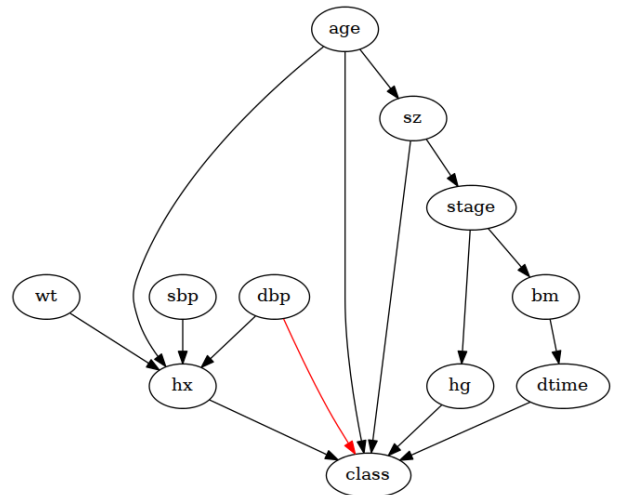 age
sz
stage
wt
sbp
dbp
bm
hx
hg
dtime
class